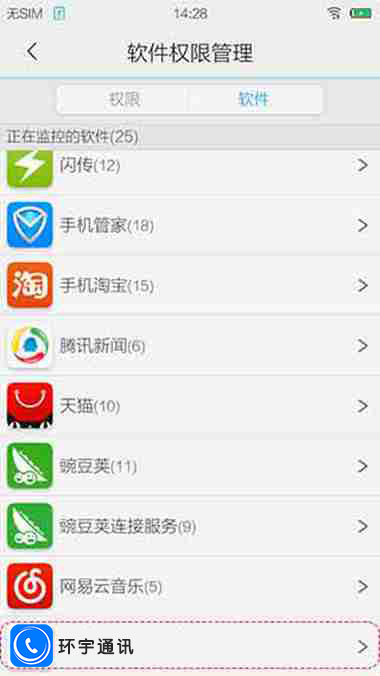 无SIM 14:28
软件权限管理
权限 软件
正在监控的软件(25)
闪传(12)
手机管家(18)
淘 手机淘宝(15)
腾讯新闻(6)
天猫(10)
豌豆荚(11)
豌豆荚连接服务(9)
网易云音乐(5)
环宇通讯